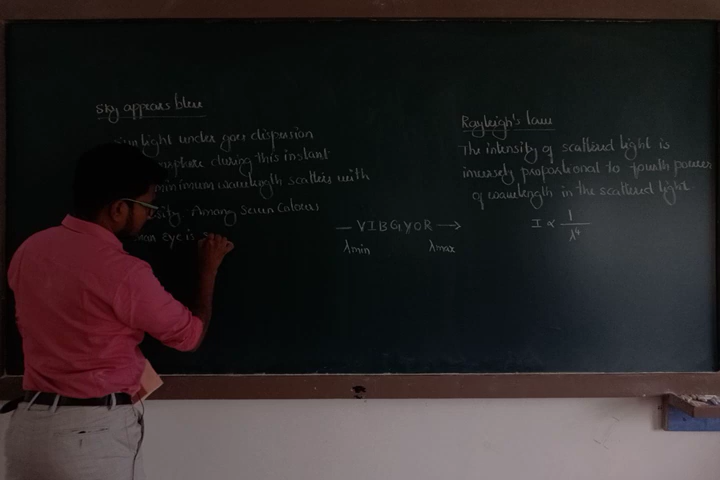 Sky appears blue
sun light under goes dispersion
during this instant
minimum wavelength scatters with
Among Seven Colours
eye is
— VIBGYOR →
λmin λmax
Rayleigh's law
The intensity of scattered light is
inversely proportional to fourth power
of wavelength in the scattered light
I ∝ 1/λ⁴